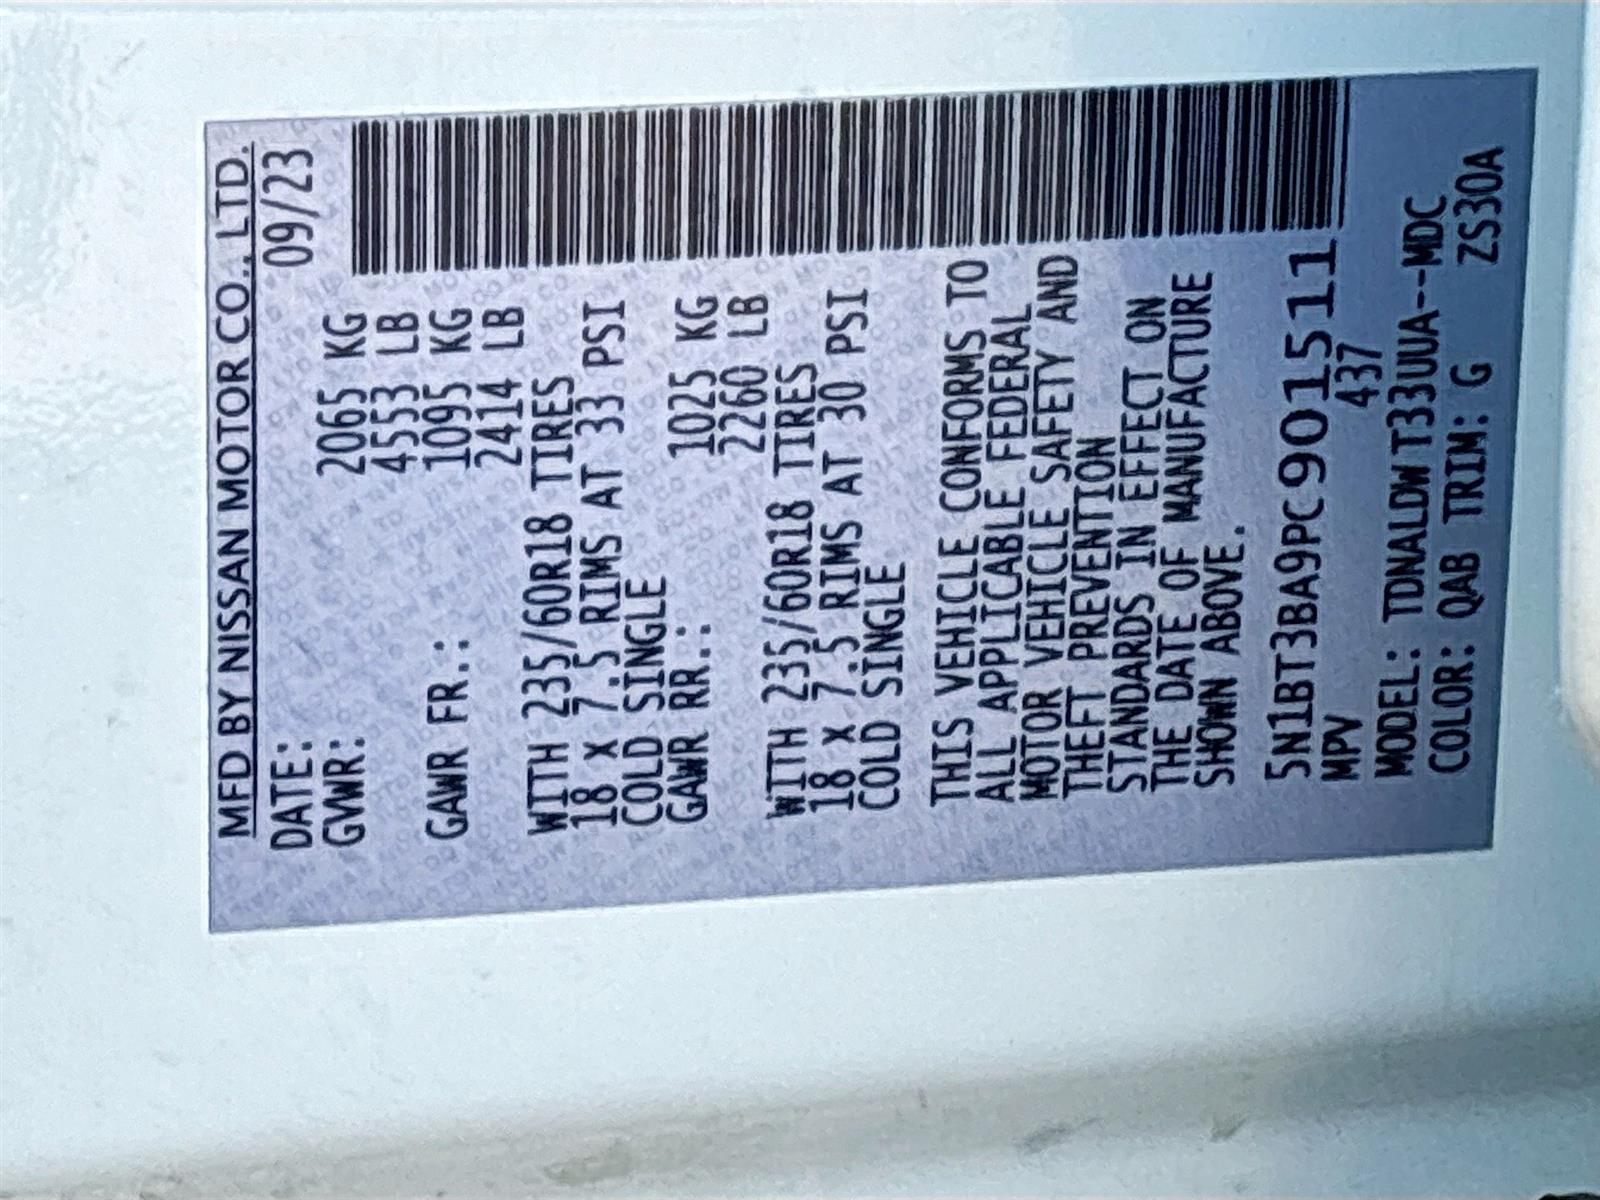 MFD BY NISSAN MOTOR CO., LTD.
DATE: 09/23
GVWR: 2065 KG
4553 LB
GAWR FR.: 1095 KG
2414 LB
WITH 235/60R18 TIRES
18 x 7.5 RIMS AT 33 PSI
COLD SINGLE
GAWR RR.: 1025 KG
2260 LB
WITH 235/60R18 TIRES
18 x 7.5 RIMS AT 30 PSI
COLD SINGLE
THIS VEHICLE CONFORMS TO
ALL APPLICABLE FEDERAL
MOTOR VEHICLE SAFETY AND
THEFT PREVENTION
STANDARDS IN EFFECT ON
THE DATE OF MANUFACTURE
SHOWN ABOVE.
5N1BT3BA9PC901511
MPV 437
MODEL: TDNALDWT33UUA--MDC
COLOR: QAB TRIM: G ZS30A